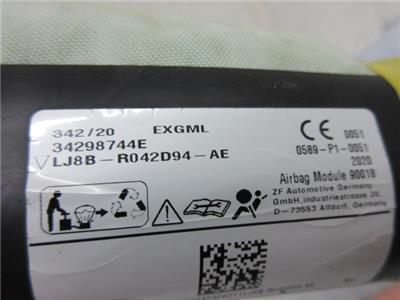 342/20 EXGML
34298744E
LJ8B-R042D94-AE
CE 0051
0589-P1-0051
2020
Airbag Module 90018
ZF Automotive Germany
GmbH, industriestrasse 20,
D-73553 Alfdorf, Germany